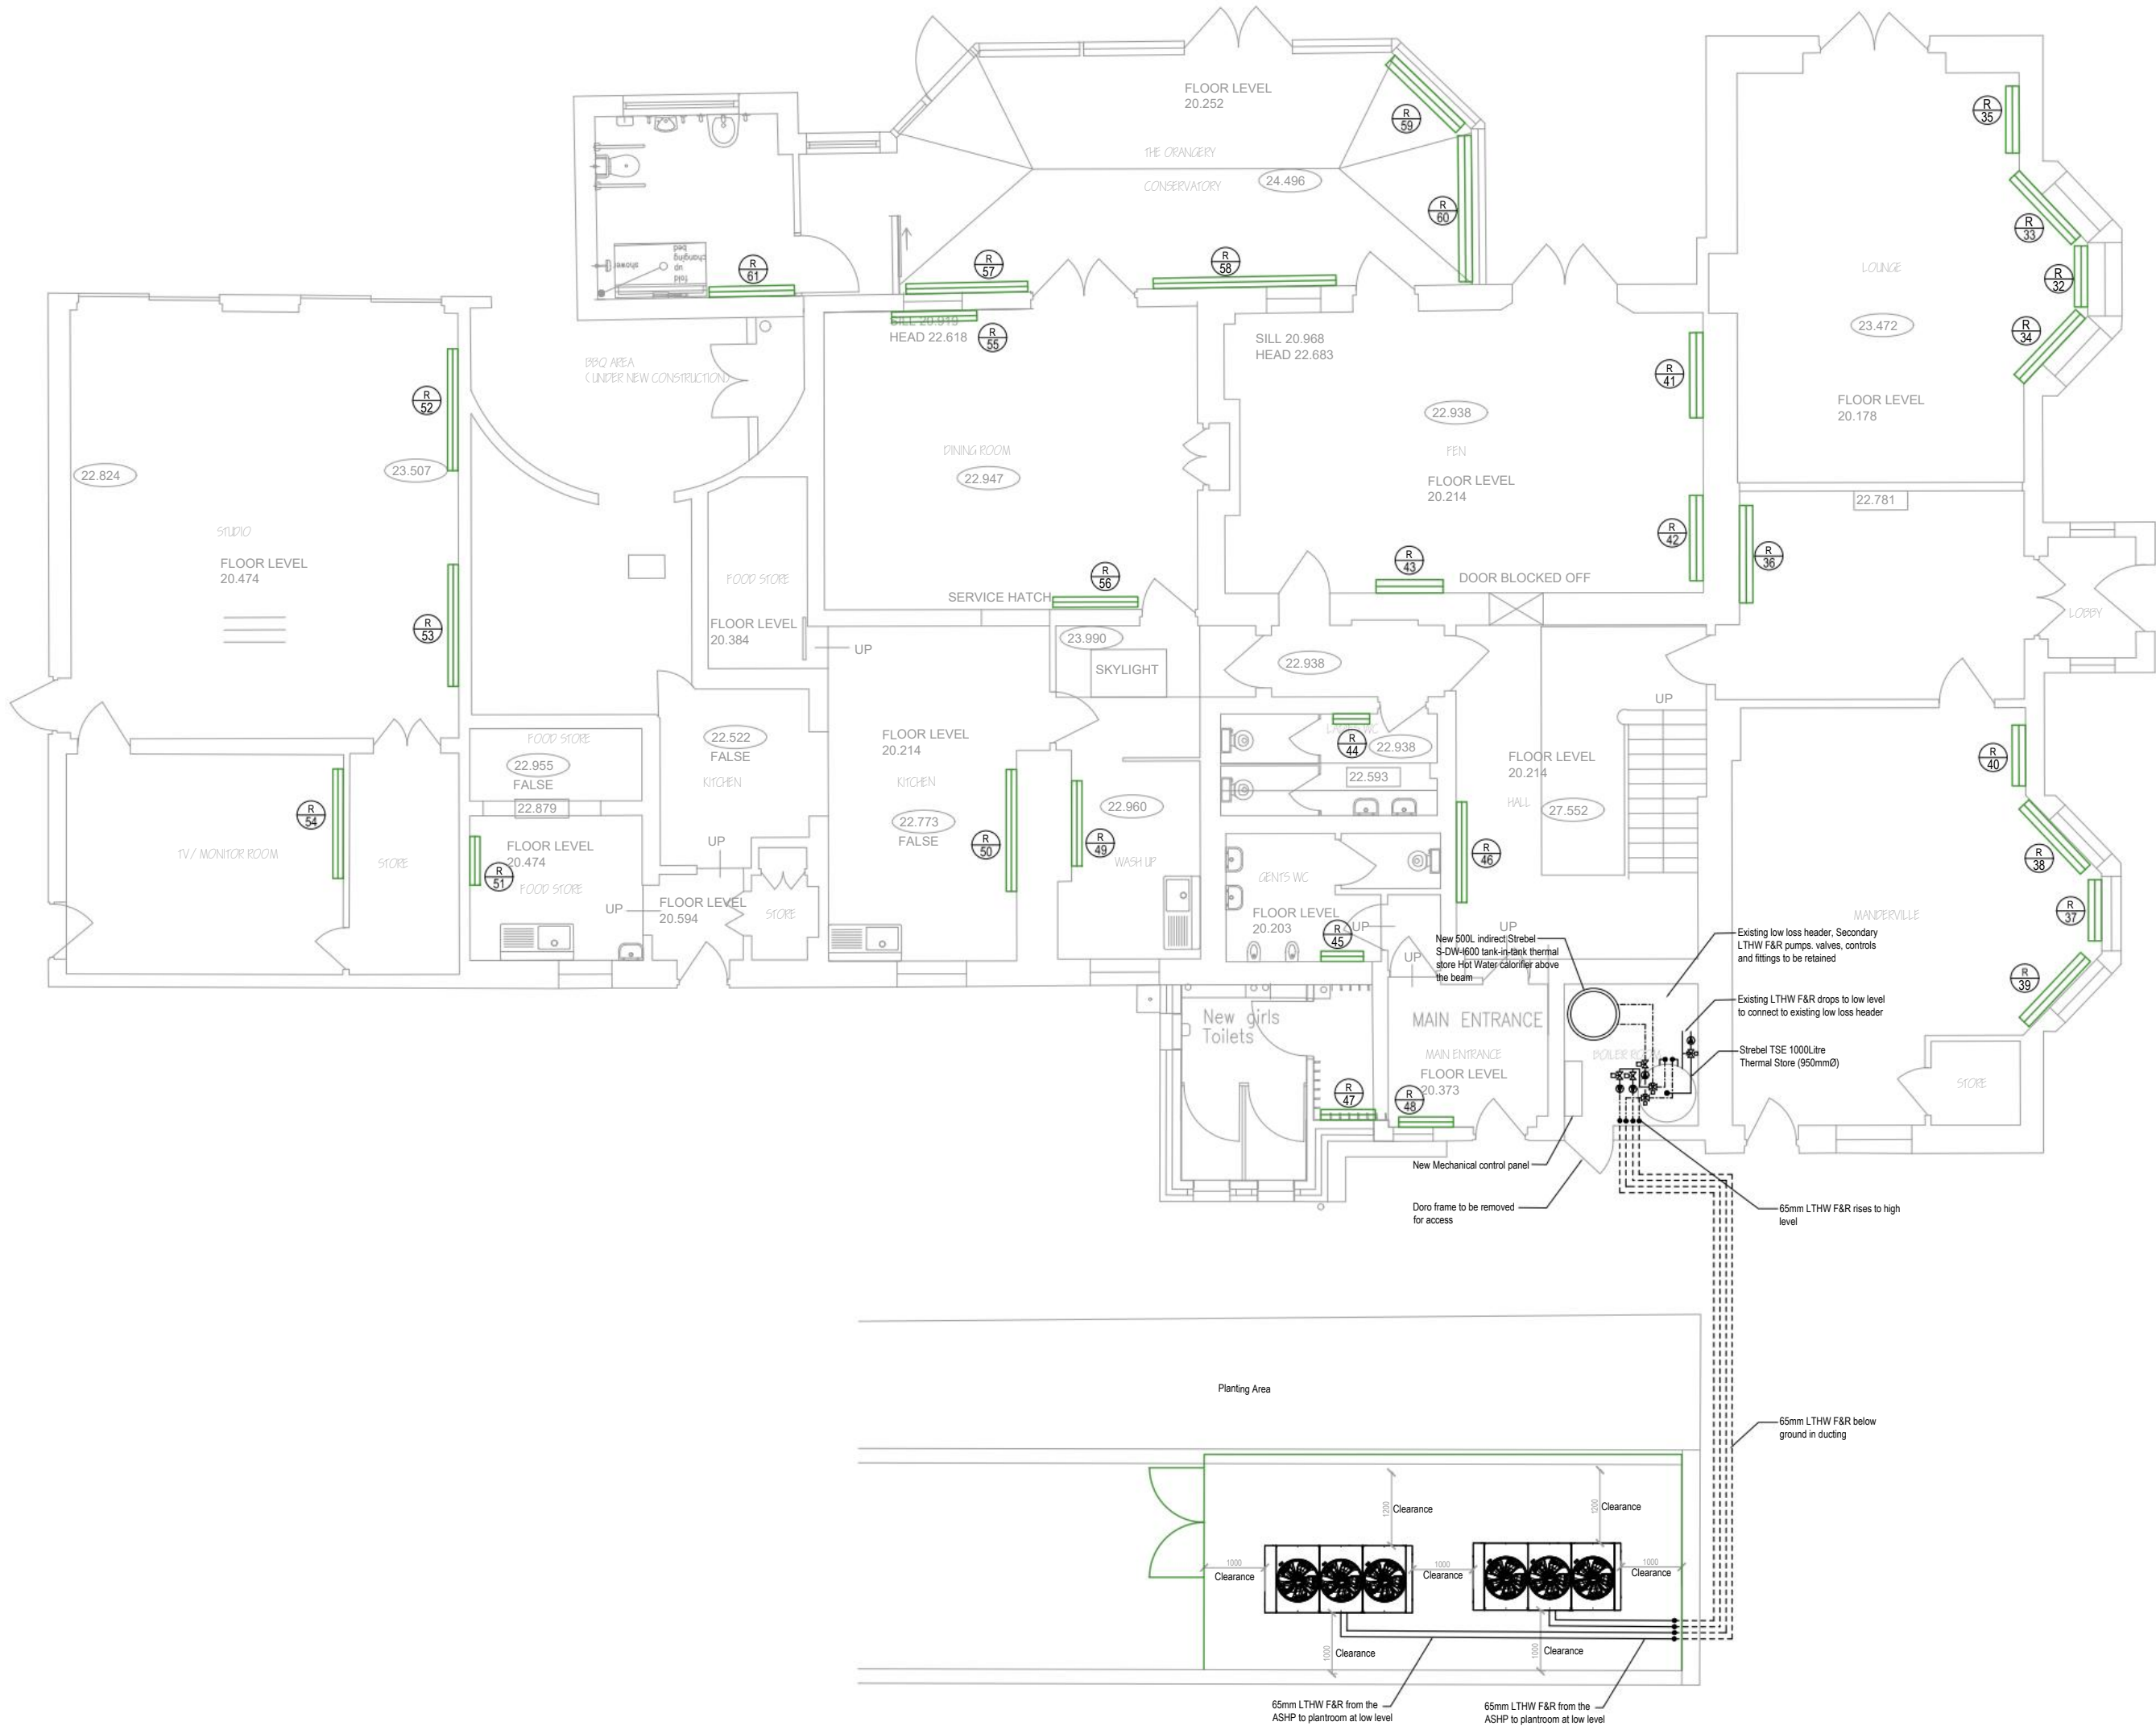 FLOOR LEVEL
20.252
THE ORANGERY
CONSERVATORY
24.496
R
59
R
60
R
57
R
58
R
61
fold
up
changing
bed
shower
R
35
R
33
R
32
R
34
LOUNGE
23.472
FLOOR LEVEL
20.178
HEAD 22.618
R
55
SILL 20.968
HEAD 22.683
BBQ AREA
( UNDER NEW CONSTRUCTION)
R
52
R
41
22.938
FEN
FLOOR LEVEL
20.214
DINING ROOM
22.947
22.824
23.507
22.781
STUDIO
FLOOR LEVEL
20.474
R
42
R
36
R
43
DOOR BLOCKED OFF
R
56
SERVICE HATCH
FOOD STORE
FLOOR LEVEL
20.384
UP
R
53
LOBBY
23.990
SKYLIGHT
22.938
UP
FOOD STORE
22.955
FALSE
22.879
22.522
FALSE
KITCHEN
FLOOR LEVEL
20.214
KITCHEN
22.773
FALSE
R
50
R
49
22.960
WASH UP
R
44
22.938
22.593
FLOOR LEVEL
20.214
HALL
27.552
R
40
R
54
TV/ MONITOR ROOM
STORE
R
51
FLOOR LEVEL
20.474
FOOD STORE
UP
UP
FLOOR LEVEL
20.594
STORE
R
46
GENTS WC
FLOOR LEVEL
20.203
R
45
UP
UP
UP
R
38
R
37
R
39
MANDERVILLE
New 500L indirect Strebel
S-DW-I600 tank-in-tank thermal
store Hot Water calorifier above
the beam
Existing low loss header, Secondary
LTHW F&R pumps. valves, controls
and fittings to be retained
Existing LTHW F&R drops to low level
to connect to existing low loss header
Strebel TSE 1000Litre
Thermal Store (950mmØ)
New girls
Toilets
MAIN ENTRANCE
MAIN ENTRANCE
FLOOR LEVEL
20.373
BOILER ROOM
STORE
R
47
R
48
New Mechanical control panel
Doro frame to be removed
for access
65mm LTHW F&R rises to high
level
Planting Area
65mm LTHW F&R below
ground in ducting
1200
Clearance
1200
Clearance
1000
Clearance
1000
Clearance
1000
Clearance
1000
Clearance
1000
Clearance
65mm LTHW F&R from the
ASHP to plantroom at low level
65mm LTHW F&R from the
ASHP to plantroom at low level